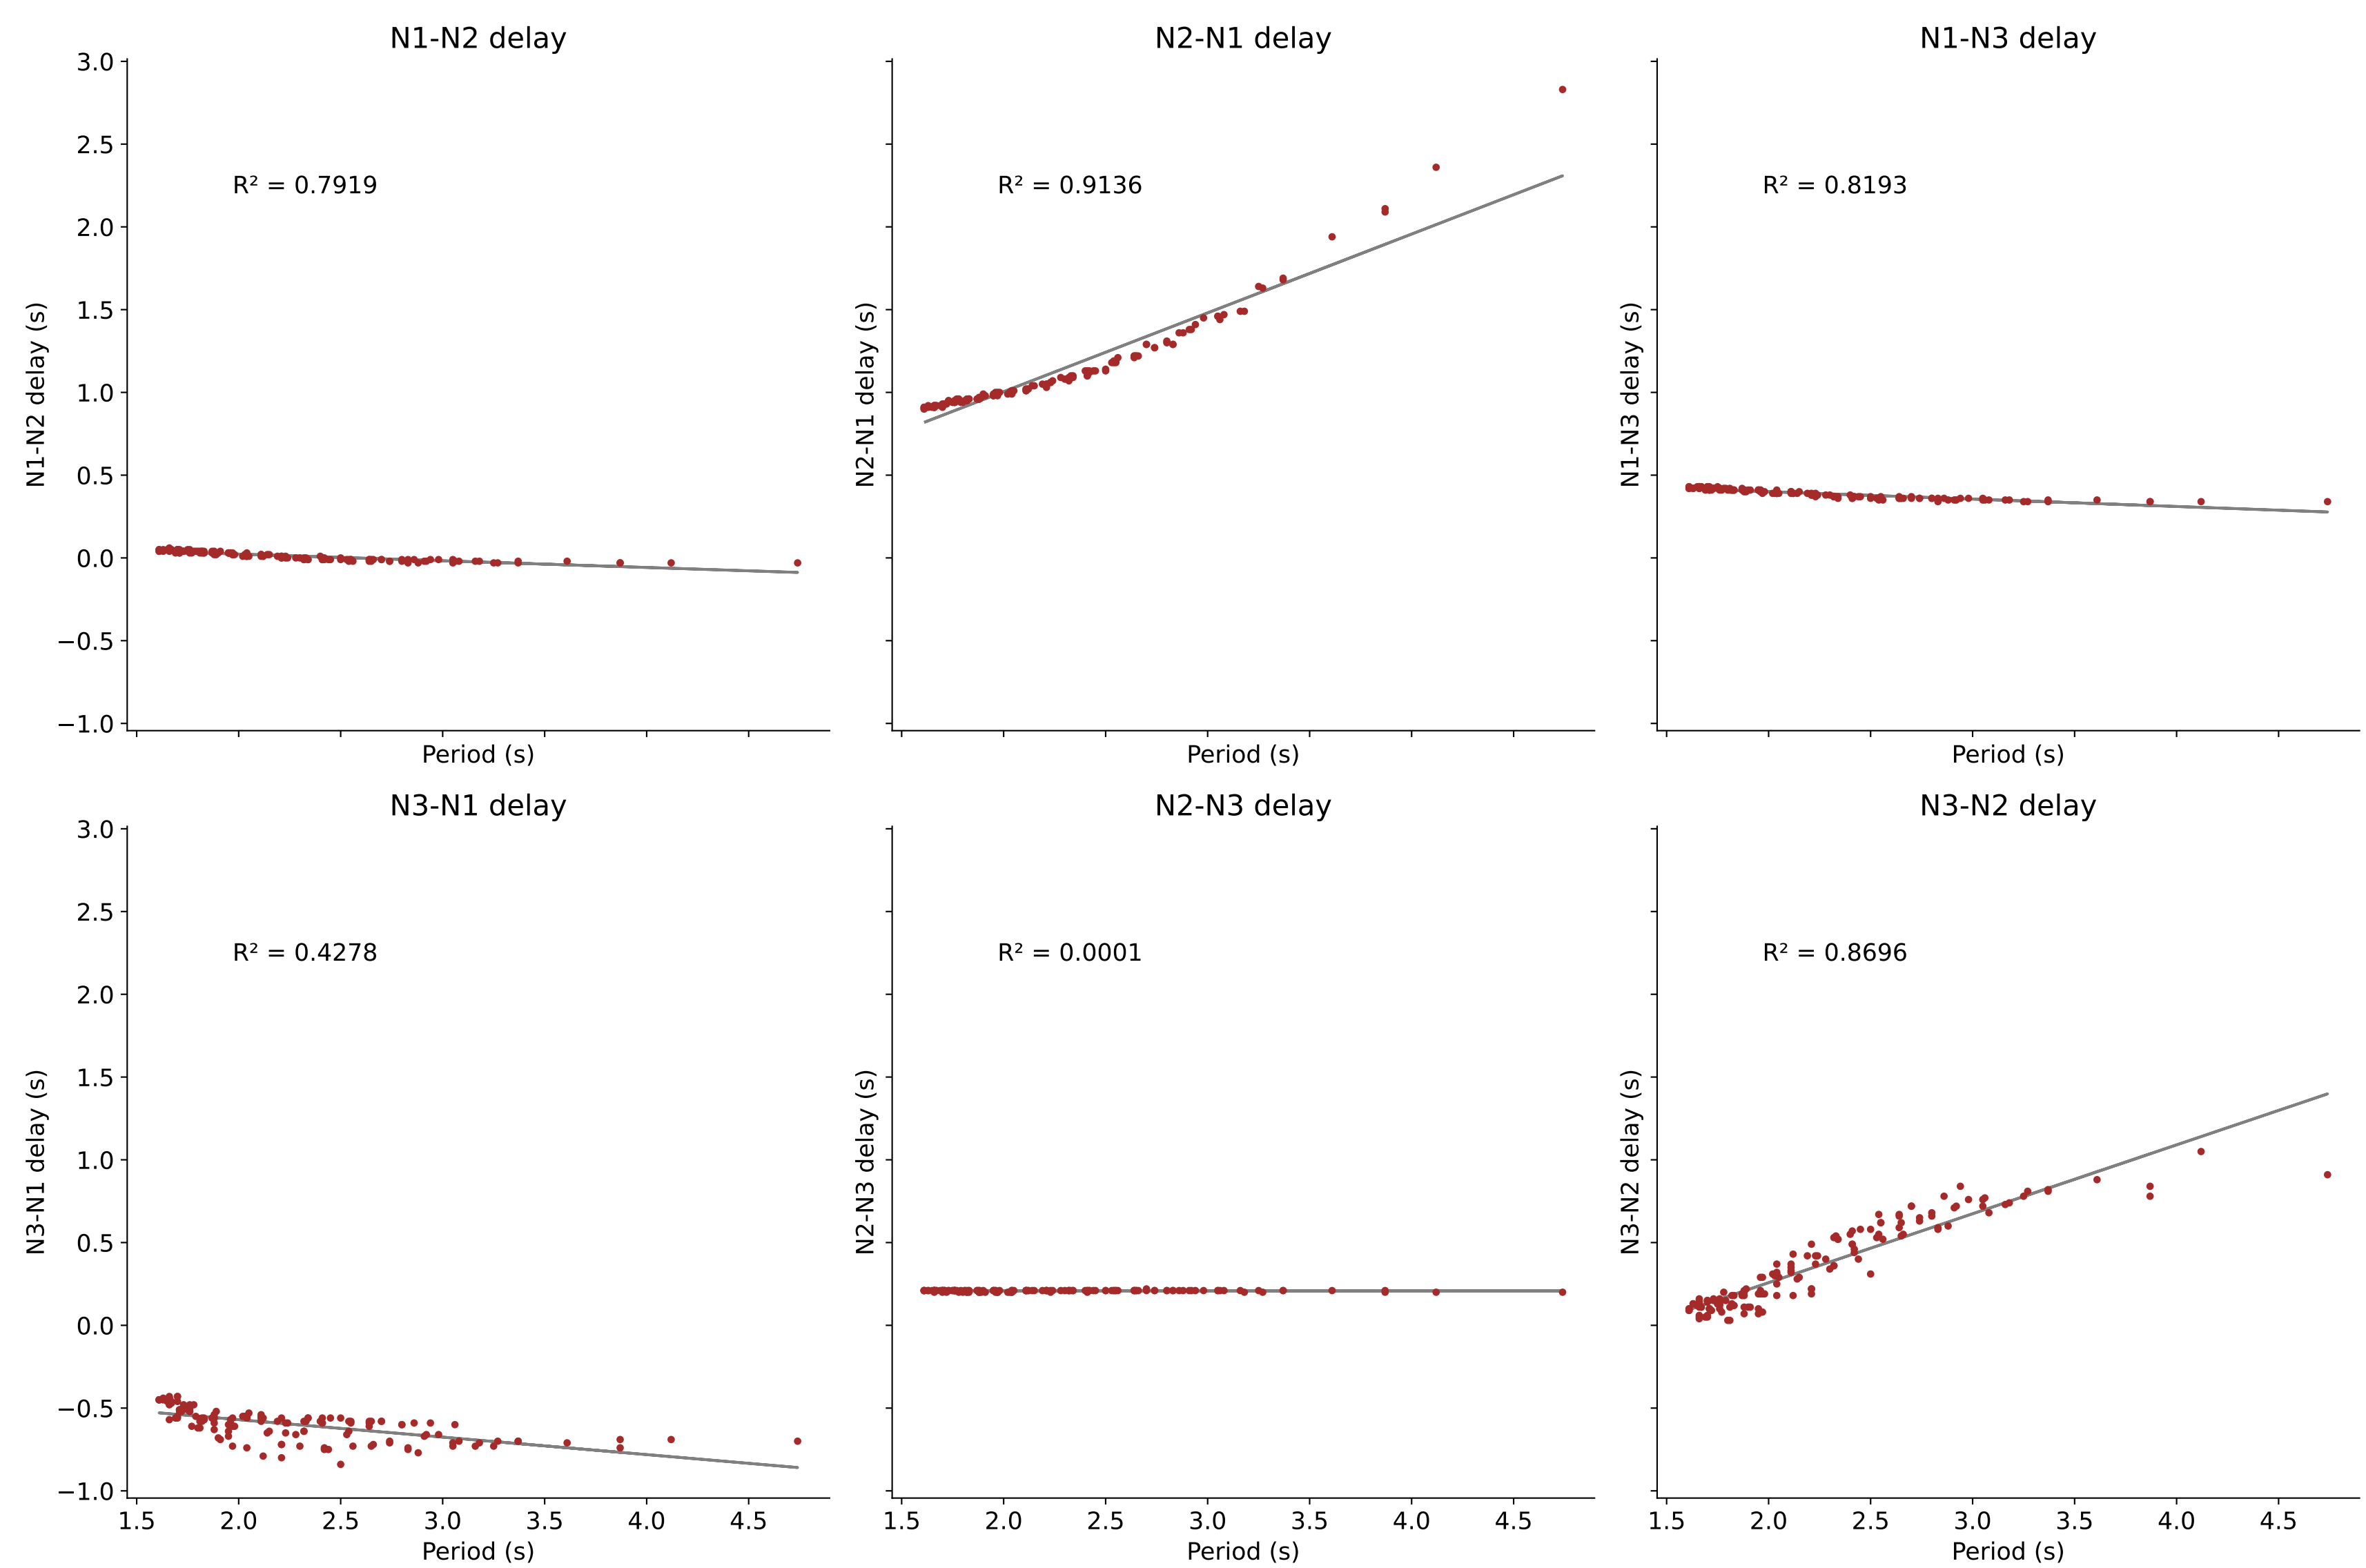 N1-N2 delay
N2-N1 delay
N1-N3 delay
3.0
2.5
2.0
1.5
1.0
0.5
0.0
−0.5
−1.0
R² = 0.7919
R² = 0.9136
R² = 0.8193
N1-N2 delay (s)
N2-N1 delay (s)
N1-N3 delay (s)
Period (s)
Period (s)
Period (s)
N3-N1 delay
N2-N3 delay
N3-N2 delay
3.0
2.5
2.0
1.5
1.0
0.5
0.0
−0.5
−1.0
R² = 0.4278
R² = 0.0001
R² = 0.8696
N3-N1 delay (s)
N2-N3 delay (s)
N3-N2 delay (s)
1.5 2.0 2.5 3.0 3.5 4.0 4.5
1.5 2.0 2.5 3.0 3.5 4.0 4.5
1.5 2.0 2.5 3.0 3.5 4.0 4.5
Period (s)
Period (s)
Period (s)